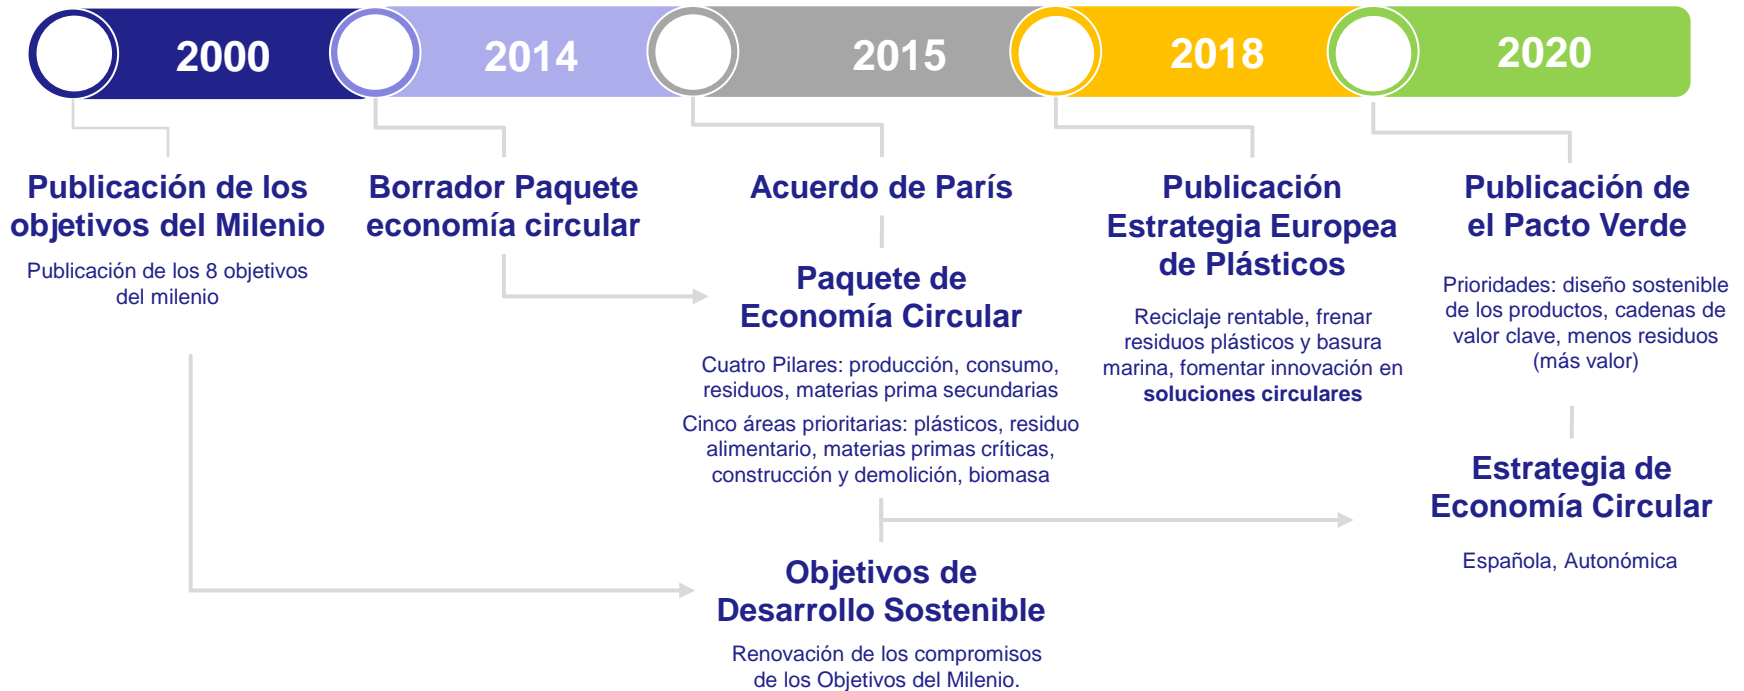 2000
2014
2015
2018
2020
Publicación de los
objetivos del Milenio
Publicación de los 8 objetivos
del milenio
Borrador Paquete
economía circular
Acuerdo de París
Paquete de
Economía Circular
Cuatro Pilares: producción, consumo,
residuos, materias prima secundarias
Cinco áreas prioritarias: plásticos, residuo
alimentario, materias primas críticas,
construcción y demolición, biomasa
Objetivos de
Desarrollo Sostenible
Renovación de los compromisos
de los Objetivos del Milenio.
Publicación
Estrategia Europea
de Plásticos
Reciclaje rentable, frenar
residuos plásticos y basura
marina, fomentar innovación en
soluciones circulares
Publicación de
el Pacto Verde
Prioridades: diseño sostenible
de los productos, cadenas de
valor clave, menos residuos
(más valor)
Estrategia de
Economía Circular
Española, Autonómica